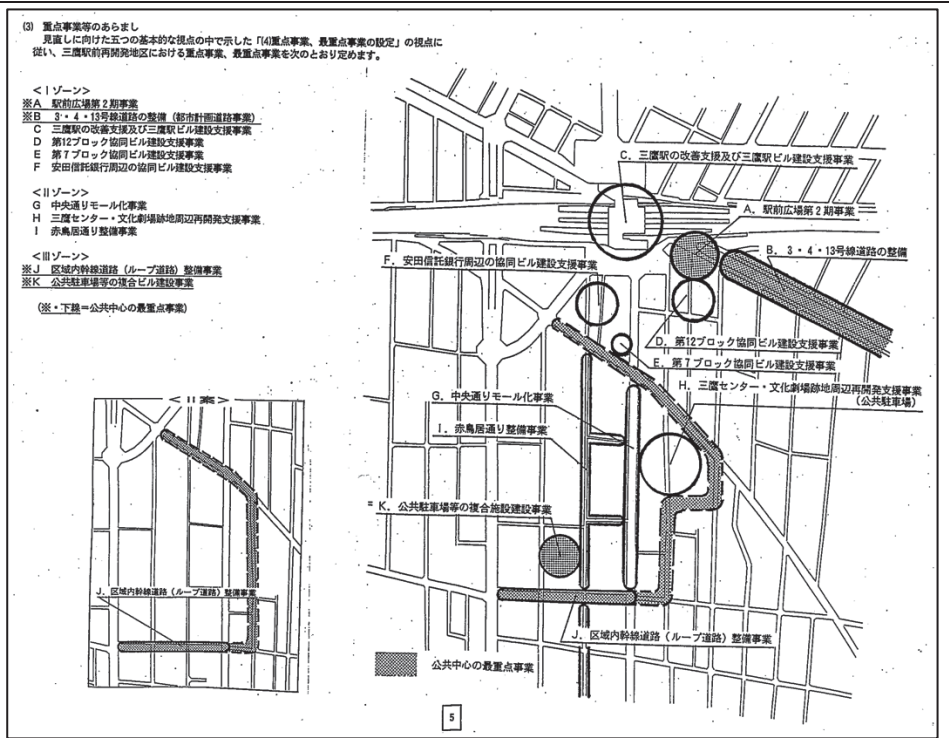 (3) 重点事業等のあらまし
見直しに向けた五つの基本的な視点の中で示した「(4)重点事業、最重点事業の設定」の視点に
従い、三鷹駅前再開発地区における重点事業、最重点事業を次のとおり定めます。
<Ⅰゾーン>
※A 駅前広場第2期事業
※B 3・4・13号線道路の整備（都市計画道路事業）
C 三鷹駅の改善支援及び三鷹駅ビル建設支援事業
D 第12ブロック協同ビル建設支援事業
E 第7ブロック協同ビル建設支援事業
F 安田信託銀行周辺の協同ビル建設支援事業
<Ⅱゾーン>
G 中央通りモール化事業
H 三鷹センター・文化劇場跡地周辺再開発支援事業
I 赤鳥居通り整備事業
<Ⅲゾーン>
※J 区域内幹線道路（ループ道路）整備事業
※K 公共駐車場等の複合ビル建設事業
(※・下線=公共中心の最重点事業)
C. 三鷹駅の改善支援及び三鷹駅ビル建設支援事業
A. 駅前広場第2期事業
B. 3・4・13号線道路の整備
F. 安田信託銀行周辺の協同ビル建設支援事業
D. 第12ブロック協同ビル建設支援事業
E. 第7ブロック協同ビル建設支援事業
H. 三鷹センター・文化劇場跡地周辺再開発支援事業
(公共駐車場)
G. 中央通りモール化事業
I. 赤鳥居通り整備事業
K. 公共駐車場等の複合施設建設事業
J. 区域内幹線道路（ループ道路）整備事業
公共中心の最重点事業
J. 区域内幹線道路（ループ道路）整備事業
5